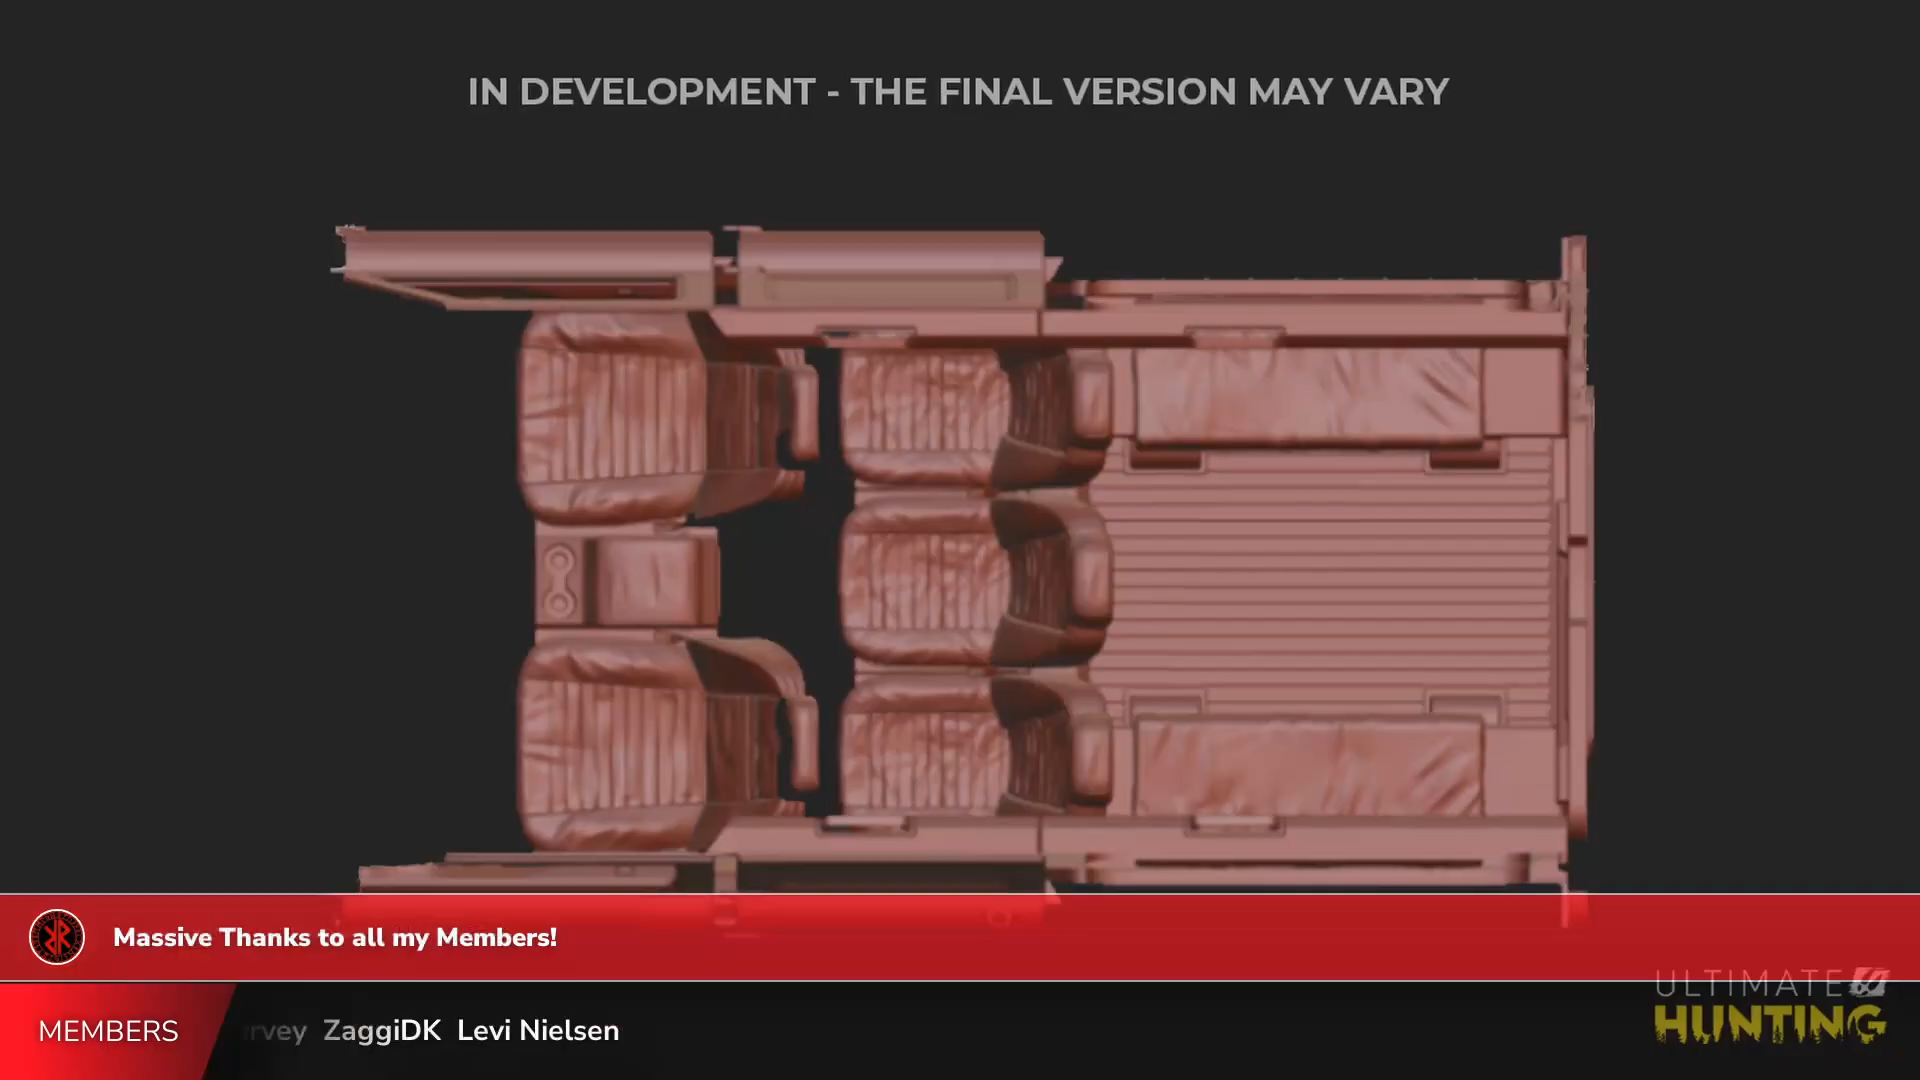 IN DEVELOPMENT - THE FINAL VERSION MAY VARY
Massive Thanks to all my Members!
ULTIMATE
HUNTING
MEMBERS ZaggiDK Levi Nielsen